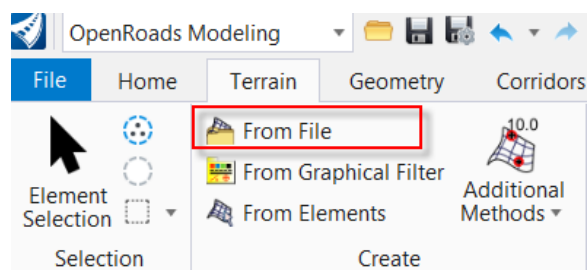 OpenRoads Modeling
File Home Terrain Geometry Corridors
From File
10.0
From Graphical Filter
Element
Selection
Additional
Methods
From Elements
Selection Create